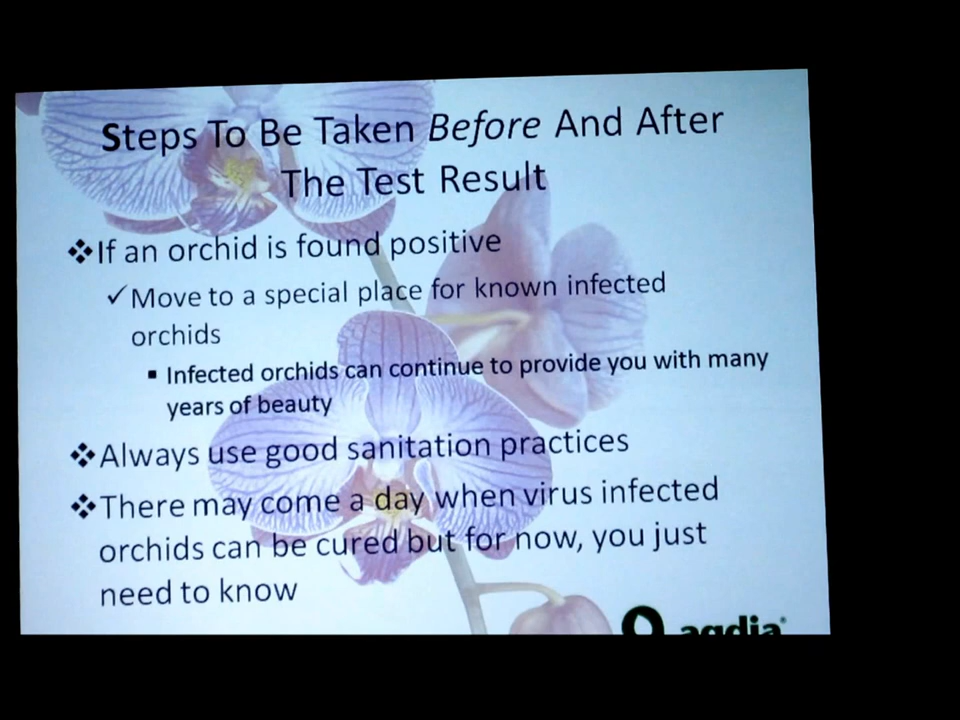 Steps To Be Taken Before And After
The Test Result
❖If an orchid is found positive
✓Move to a special place for known infected
orchids
▪ Infected orchids can continue to provide you with many
years of beauty
❖Always use good sanitation practices
❖There may come a day when virus infected
orchids can be cured but for now, you just
need to know
agdia®